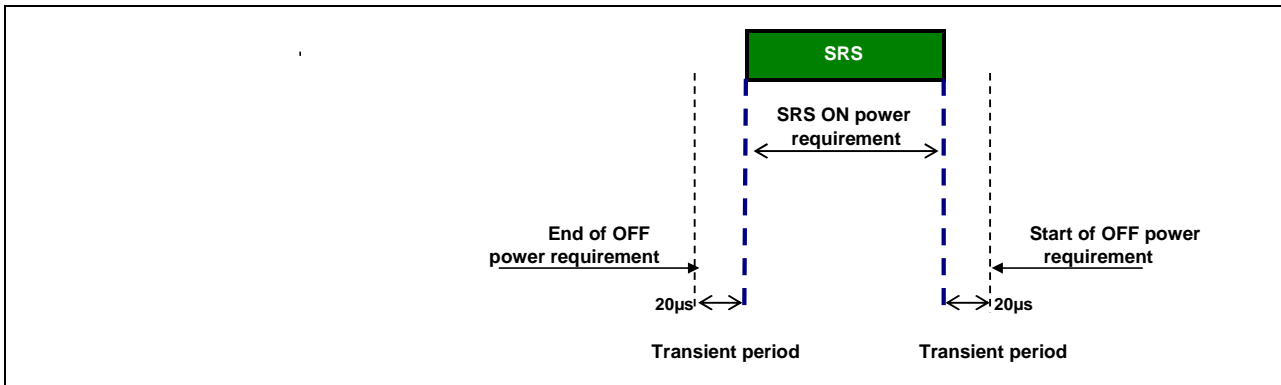 SRS
SRS ON power
requirement
End of OFF
power requirement
Start of OFF power
requirement
20µs
20µs
Transient period
Transient period